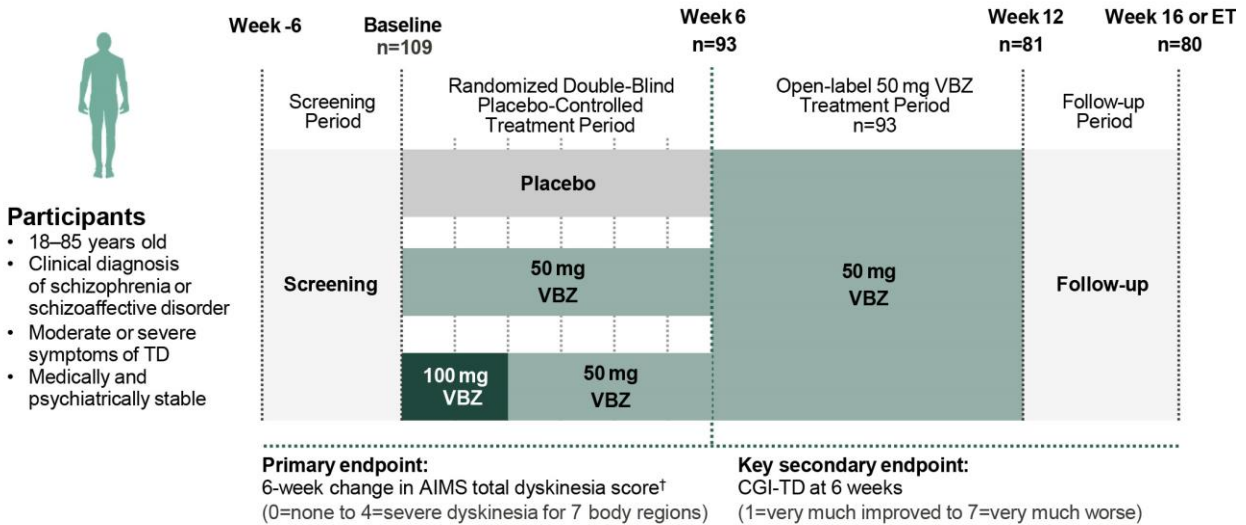 Week -6
Baseline
n=109
Week 6
n=93
Week 12
n=81
Week 16 or ET
n=80
Screening
Period
Randomized Double-Blind
Placebo-Controlled
Treatment Period
Open-label 50 mg VBZ
Treatment Period
n=93
Follow-up
Period
Participants
• 18–85 years old
• Clinical diagnosis
of schizophrenia or
schizoaffective disorder
• Moderate or severe
symptoms of TD
• Medically and
psychiatrically stable
Screening
Placebo
50 mg
VBZ
100 mg
VBZ
50 mg
VBZ
50 mg
VBZ
Follow-up
Primary endpoint:
6-week change in AIMS total dyskinesia score†
(0=none to 4=severe dyskinesia for 7 body regions)
Key secondary endpoint:
CGI-TD at 6 weeks
(1=very much improved to 7=very much worse)